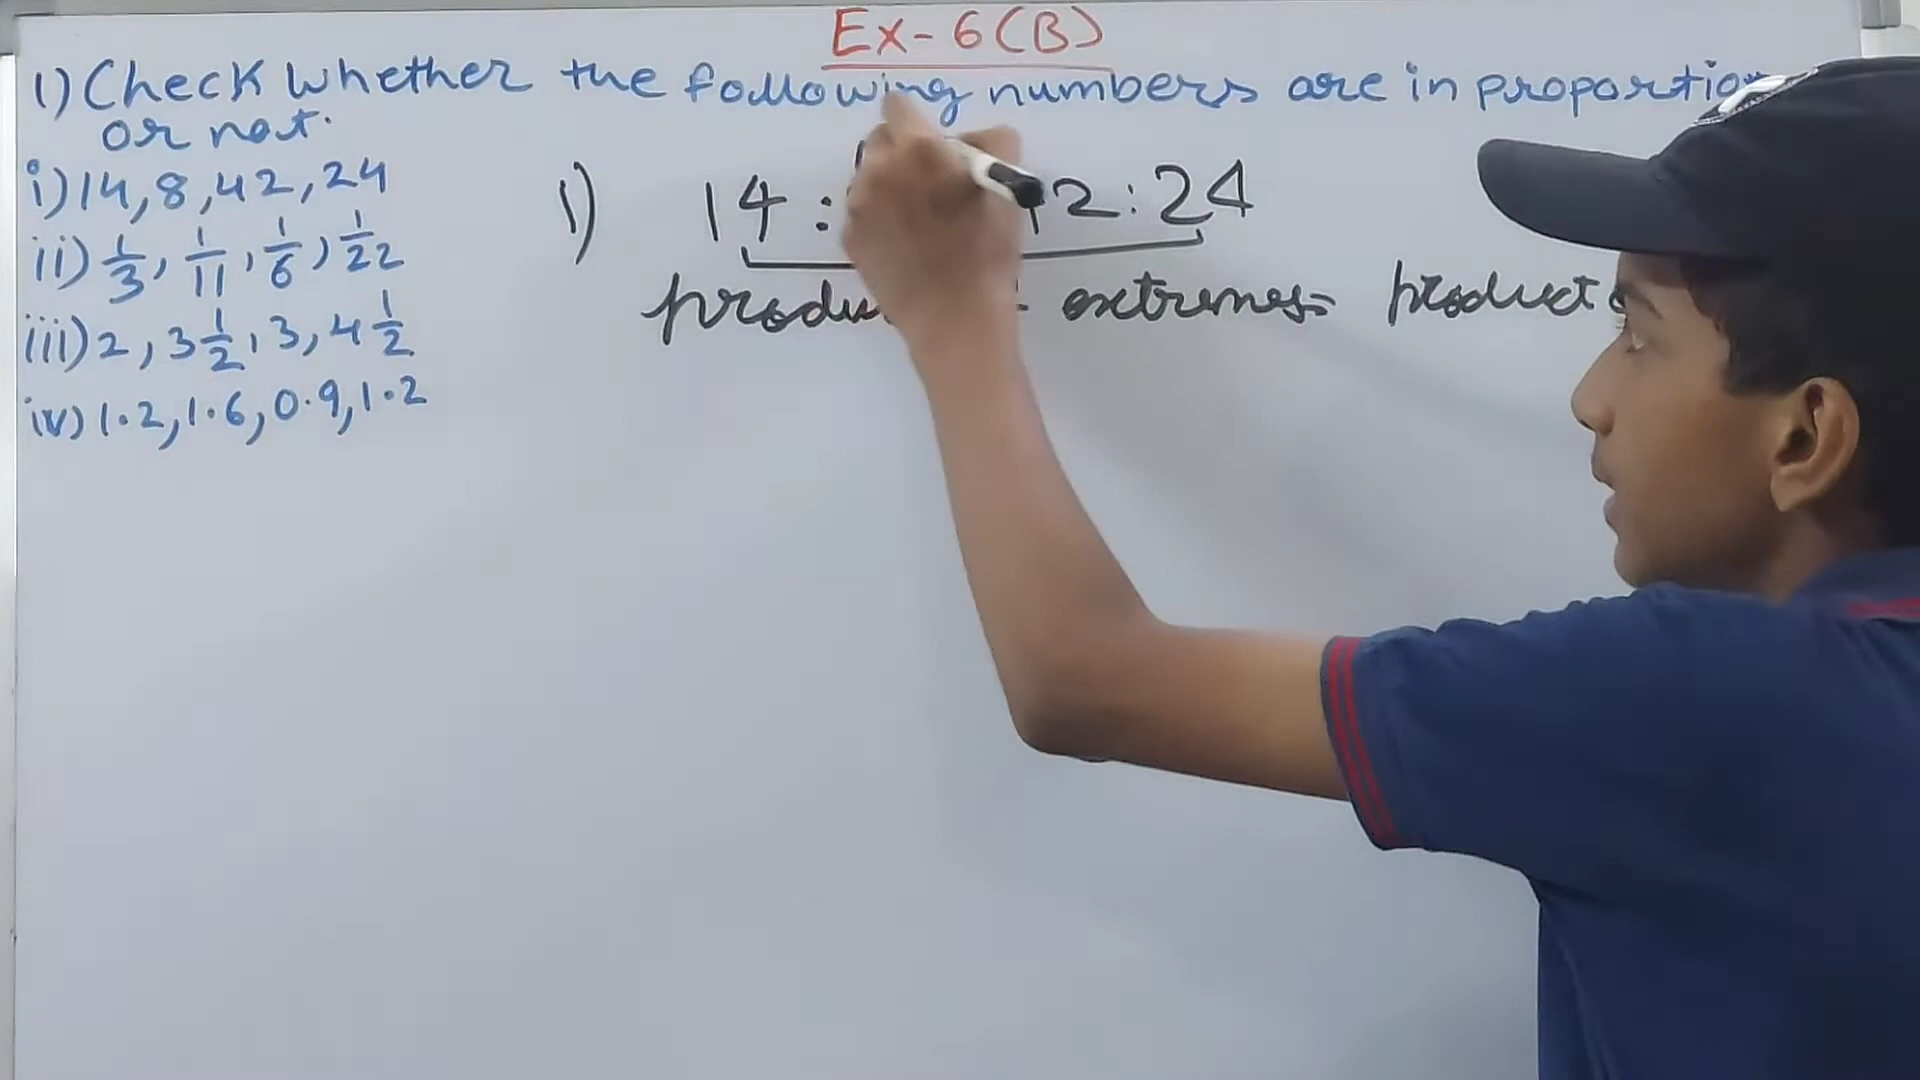 Ex-6(B)
1) Check whether the following numbers are in proportion
or not.
i) 14, 8, 42, 24
ii) 1/3, 1/11, 1/6, 1/22
iii) 2, 3 1/2, 3, 4 1/2
iv) 1.2, 1.6, 0.9, 1.2
1) 14 : 2 : 24
extremes = product